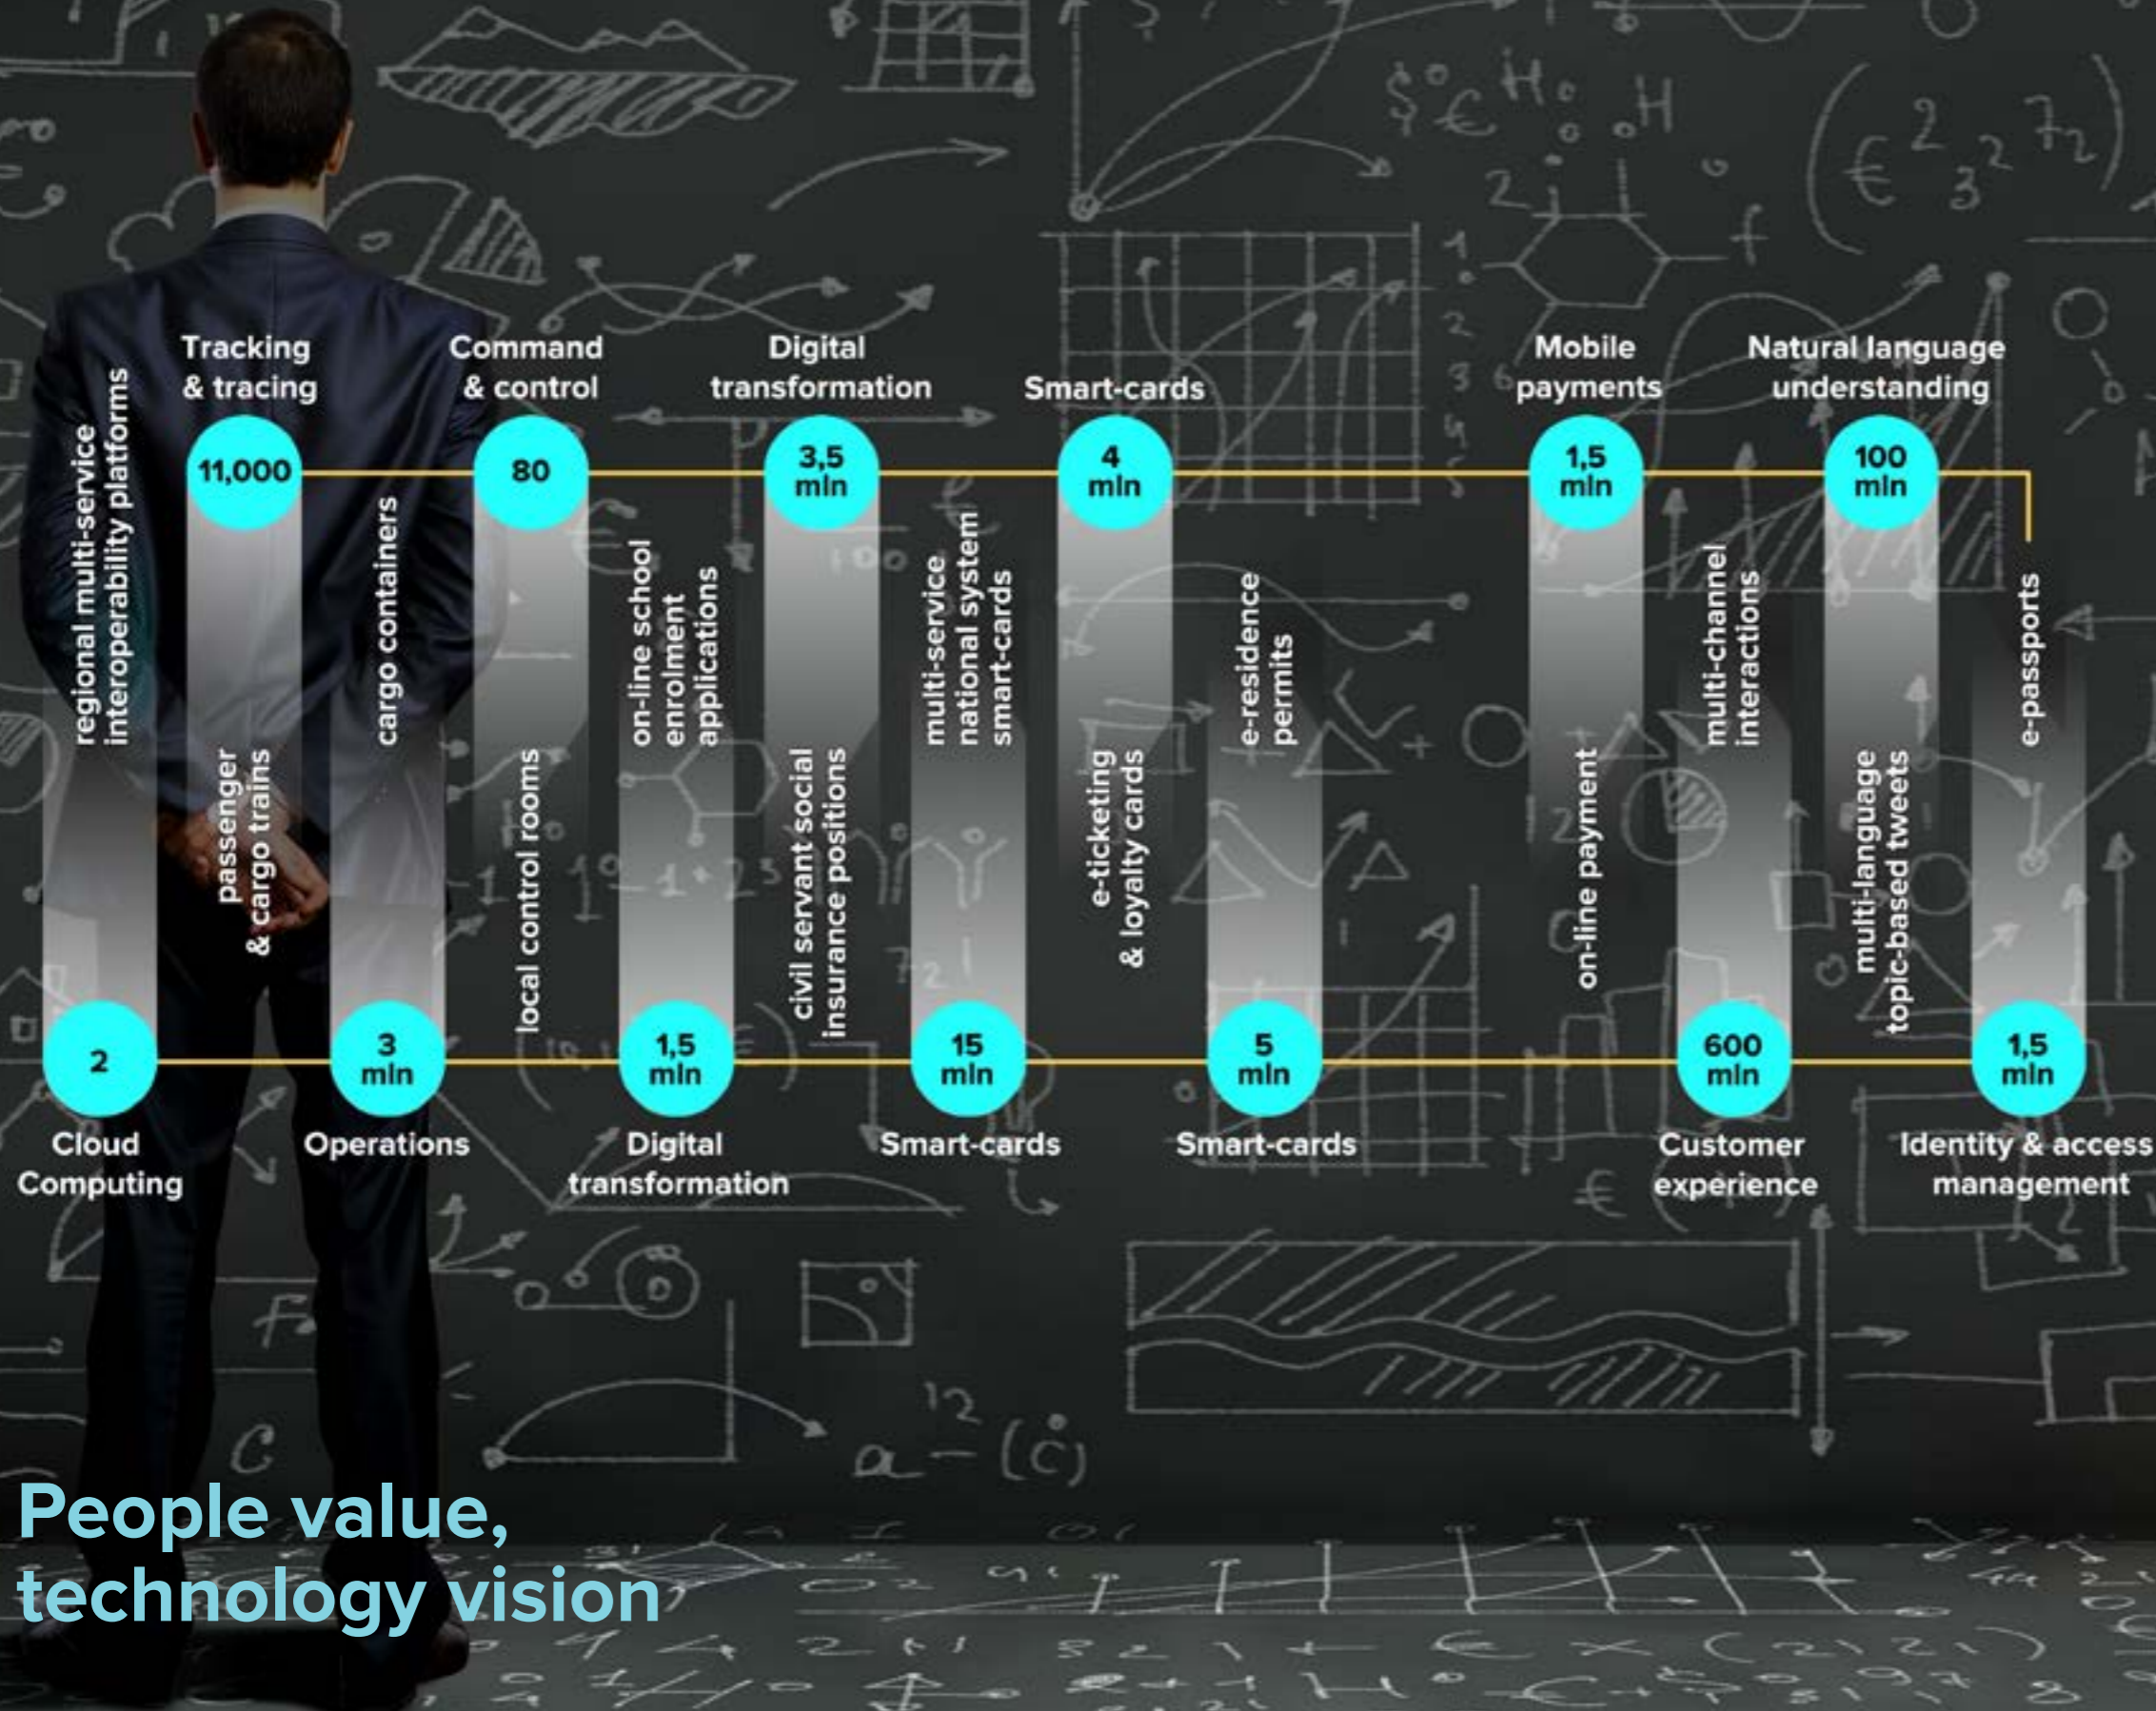 Tracking
& tracing
11,000
passenger
& cargo trains
Command
& control
80
local control rooms
Digital
transformation
3,5
mln
civil servant social
insurance positions
Smart-cards
4
mln
e-ticketing
& loyalty cards
Mobile
payments
1,5
mln
on-line payment
Natural language
understanding
100
mln
multi-language
topic-based tweets
regional multi-service
interoperability platforms
2
Cloud
Computing
cargo containers
3
mln
Operations
on-line school
enrolment
applications
1,5
mln
Digital
transformation
multi-service
national system
smart-cards
15
mln
Smart-cards
e-residence
permits
5
mln
Smart-cards
multi-channel
interactions
600
mln
Customer
experience
e-passports
1,5
mln
Identity & access
management
People value,
technology vision